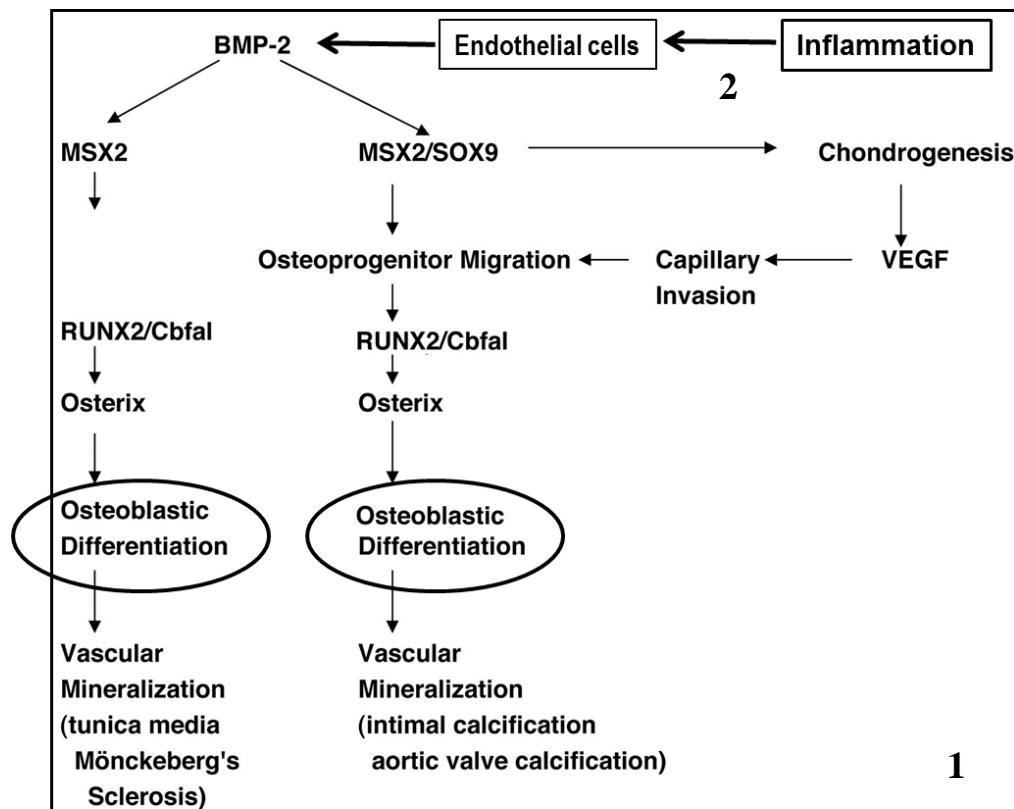 BMP-2
Endothelial cells
Inflammation
2
MSX2
MSX2/SOX9
Chondrogenesis
Osteoprogenitor Migration
Capillary
Invasion
VEGF
RUNX2/Cbfal
RUNX2/Cbfal
Osterix
Osterix
Osteoblastic
Differentiation
Osteoblastic
Differentiation
Vascular
Mineralization
(tunica media
Mönckeberg's
Sclerosis)
Vascular
Mineralization
(intimal calcification
aortic valve calcification)
1